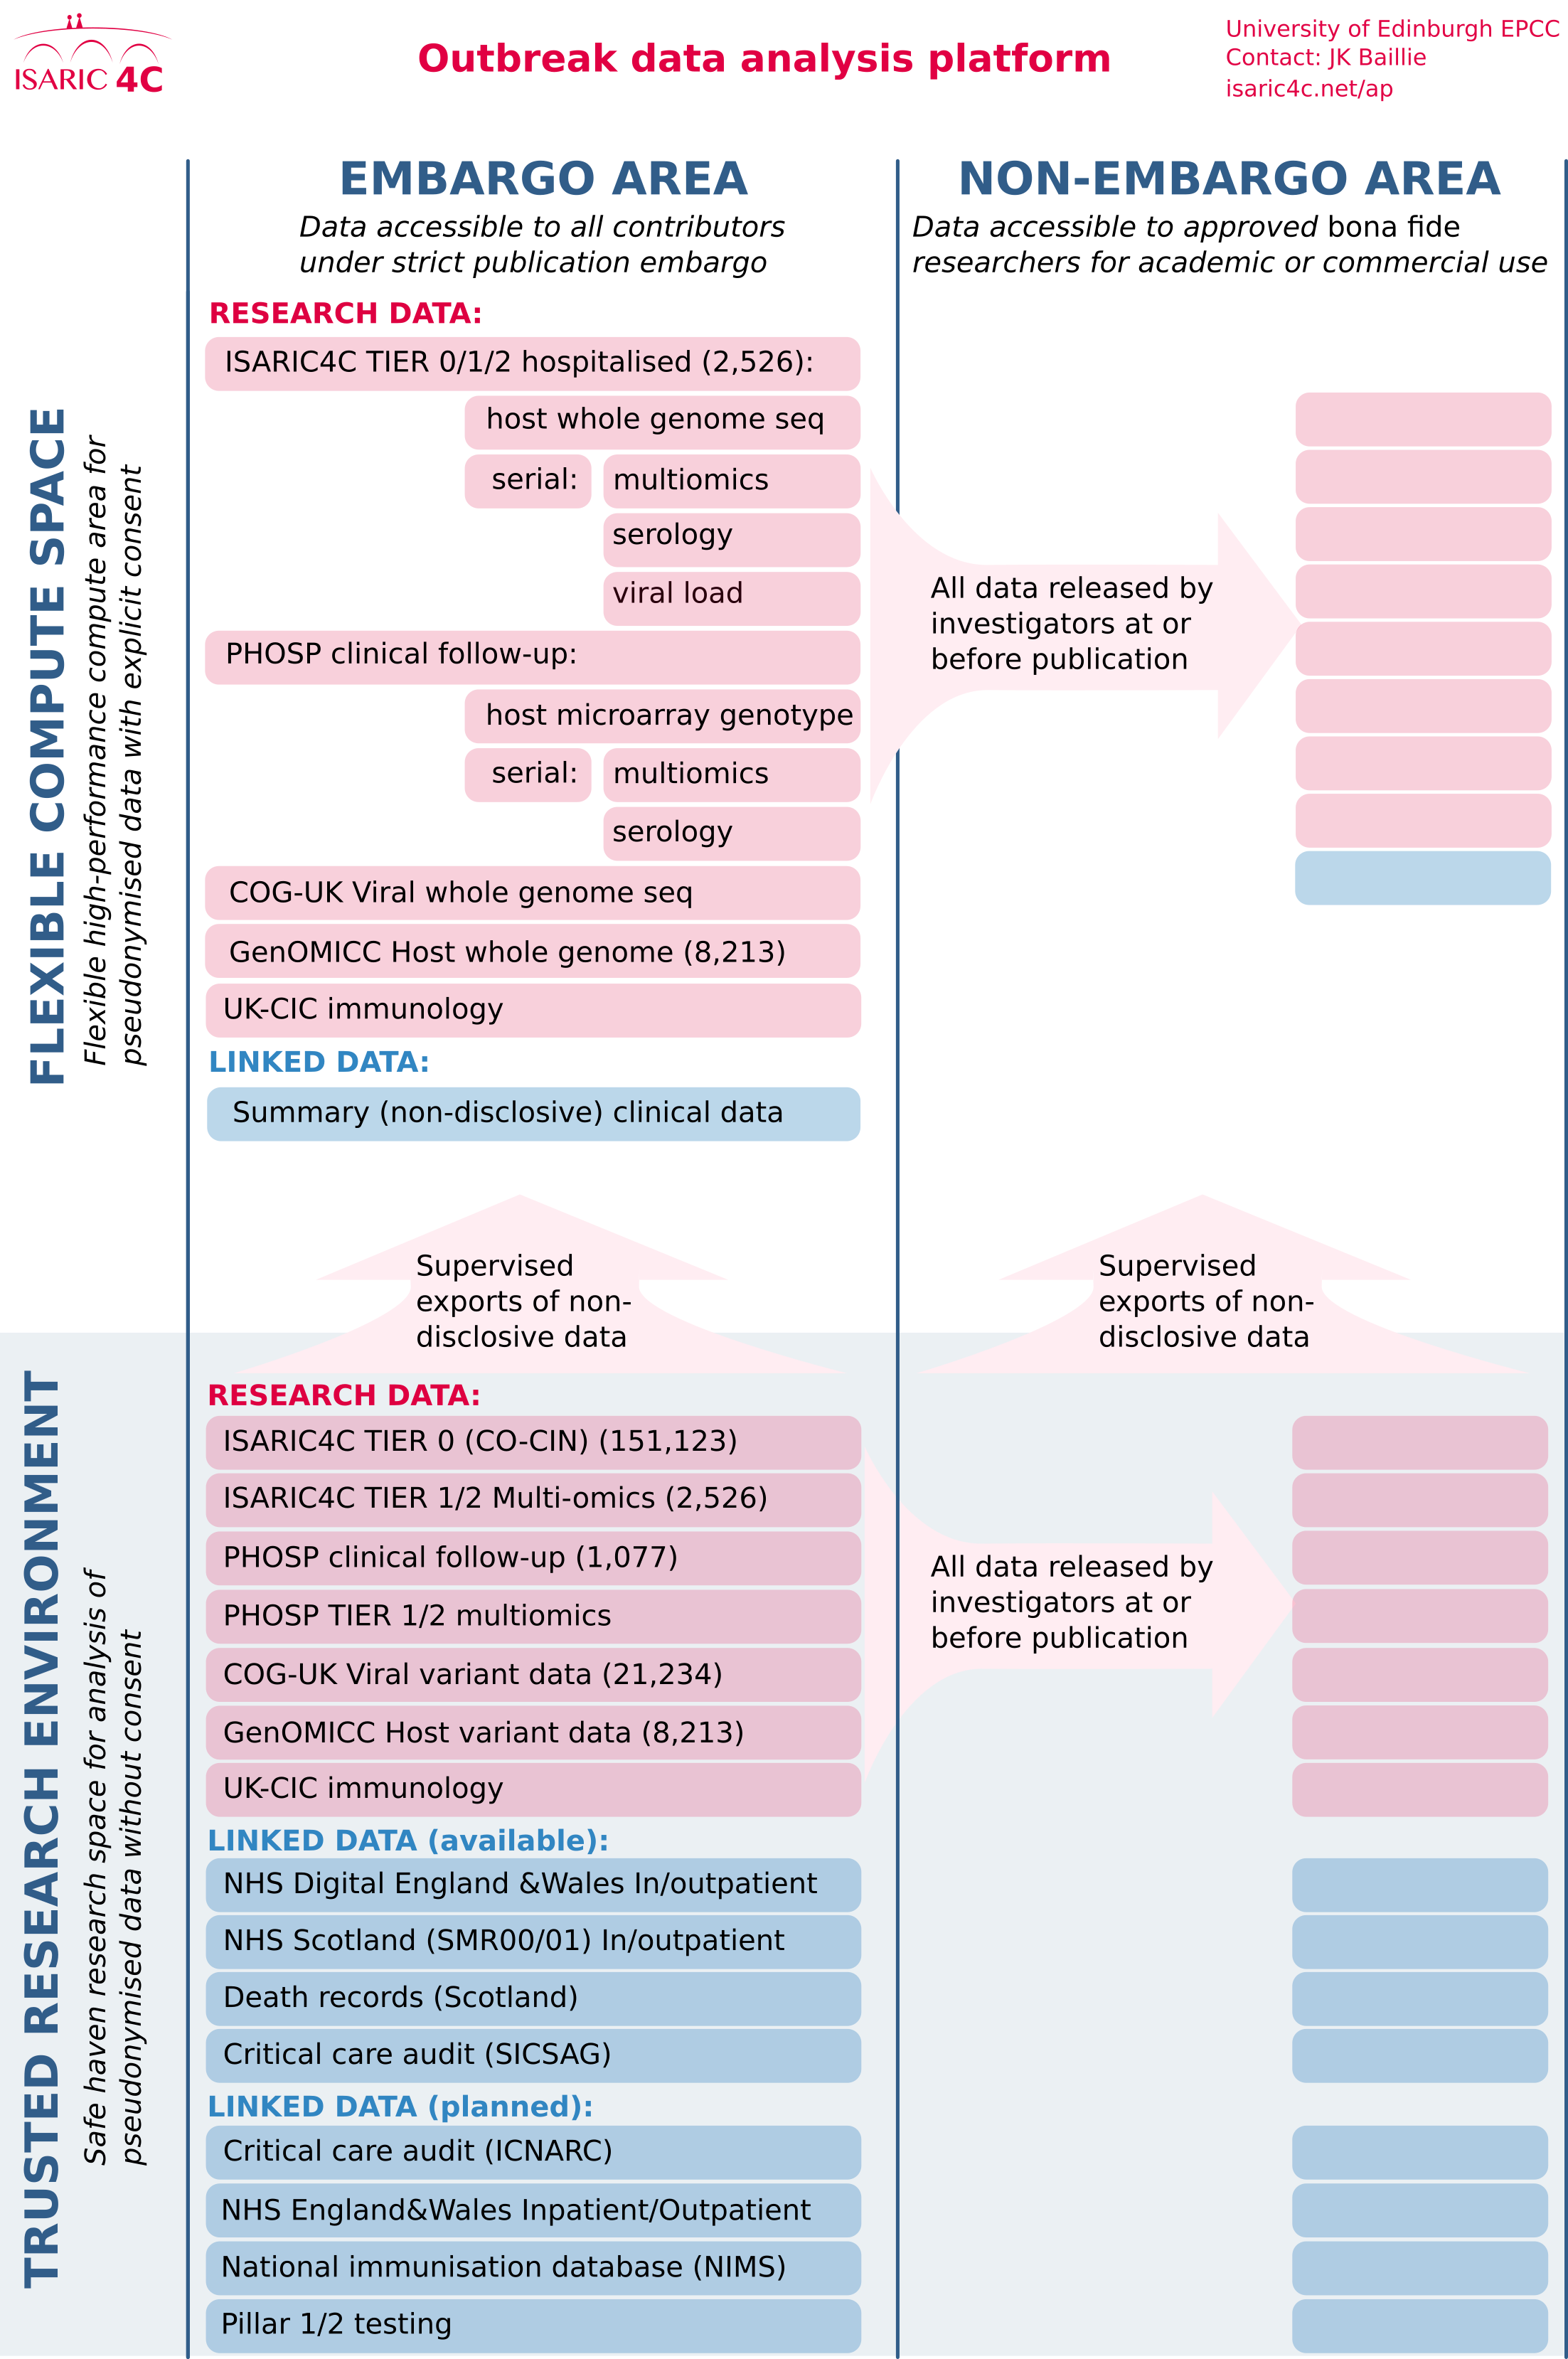 ISARIC 4C
Outbreak data analysis platform
University of Edinburgh EPCC
Contact: JK Baillie
isaric4c.net/ap
EMBARGO AREA
Data accessible to all contributors
under strict publication embargo
NON-EMBARGO AREA
Data accessible to approved bona fide
researchers for academic or commercial use
FLEXIBLE COMPUTE SPACE
Flexible high-performance compute area for
pseudonymised data with explicit consent
RESEARCH DATA:
ISARIC4C TIER 0/1/2 hospitalised (2,526):
host whole genome seq
serial: multiomics
serology
viral load
PHOSP clinical follow-up:
host microarray genotype
serial: multiomics
serology
COG-UK Viral whole genome seq
GenOMICC Host whole genome (8,213)
UK-CIC immunology
LINKED DATA:
Summary (non-disclosive) clinical data
All data released by
investigators at or
before publication
Supervised
exports of non-
disclosive data
Supervised
exports of non-
disclosive data
TRUSTED RESEARCH ENVIRONMENT
Safe haven research space for analysis of
pseudonymised data without consent
RESEARCH DATA:
ISARIC4C TIER 0 (CO-CIN) (151,123)
ISARIC4C TIER 1/2 Multi-omics (2,526)
PHOSP clinical follow-up (1,077)
PHOSP TIER 1/2 multiomics
COG-UK Viral variant data (21,234)
GenOMICC Host variant data (8,213)
UK-CIC immunology
All data released by
investigators at or
before publication
LINKED DATA (available):
NHS Digital England &Wales In/outpatient
NHS Scotland (SMR00/01) In/outpatient
Death records (Scotland)
Critical care audit (SICSAG)
LINKED DATA (planned):
Critical care audit (ICNARC)
NHS England&Wales Inpatient/Outpatient
National immunisation database (NIMS)
Pillar 1/2 testing